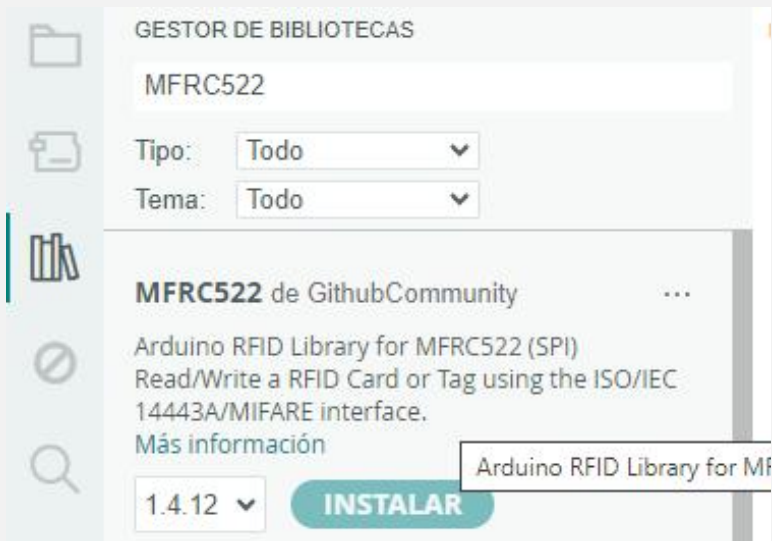 GESTOR DE BIBLIOTECAS
MFRC522
Tipo: Todo
Tema: Todo
MFRC522 de GithubCommunity ...
Arduino RFID Library for MFRC522 (SPI)
Read/Write a RFID Card or Tag using the ISO/IEC
14443A/MIFARE interface.
Más información
Arduino RFID Library for MF
1.4.12 INSTALAR